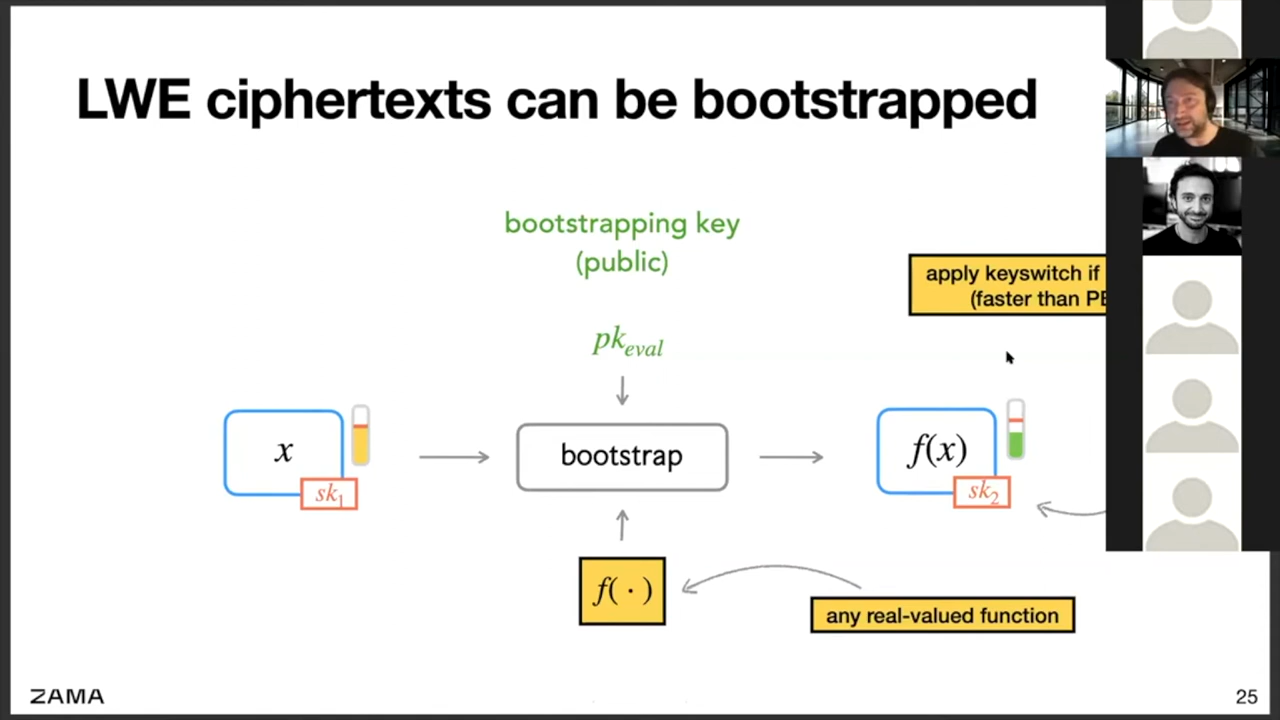 LWE ciphertexts can be bootstrapped
bootstrapping key
(public)
apply keyswitch if
(faster than
pk_eval
x
sk_1
bootstrap
f(x)
sk_2
f( · )
any real-valued function
ZAMA
25